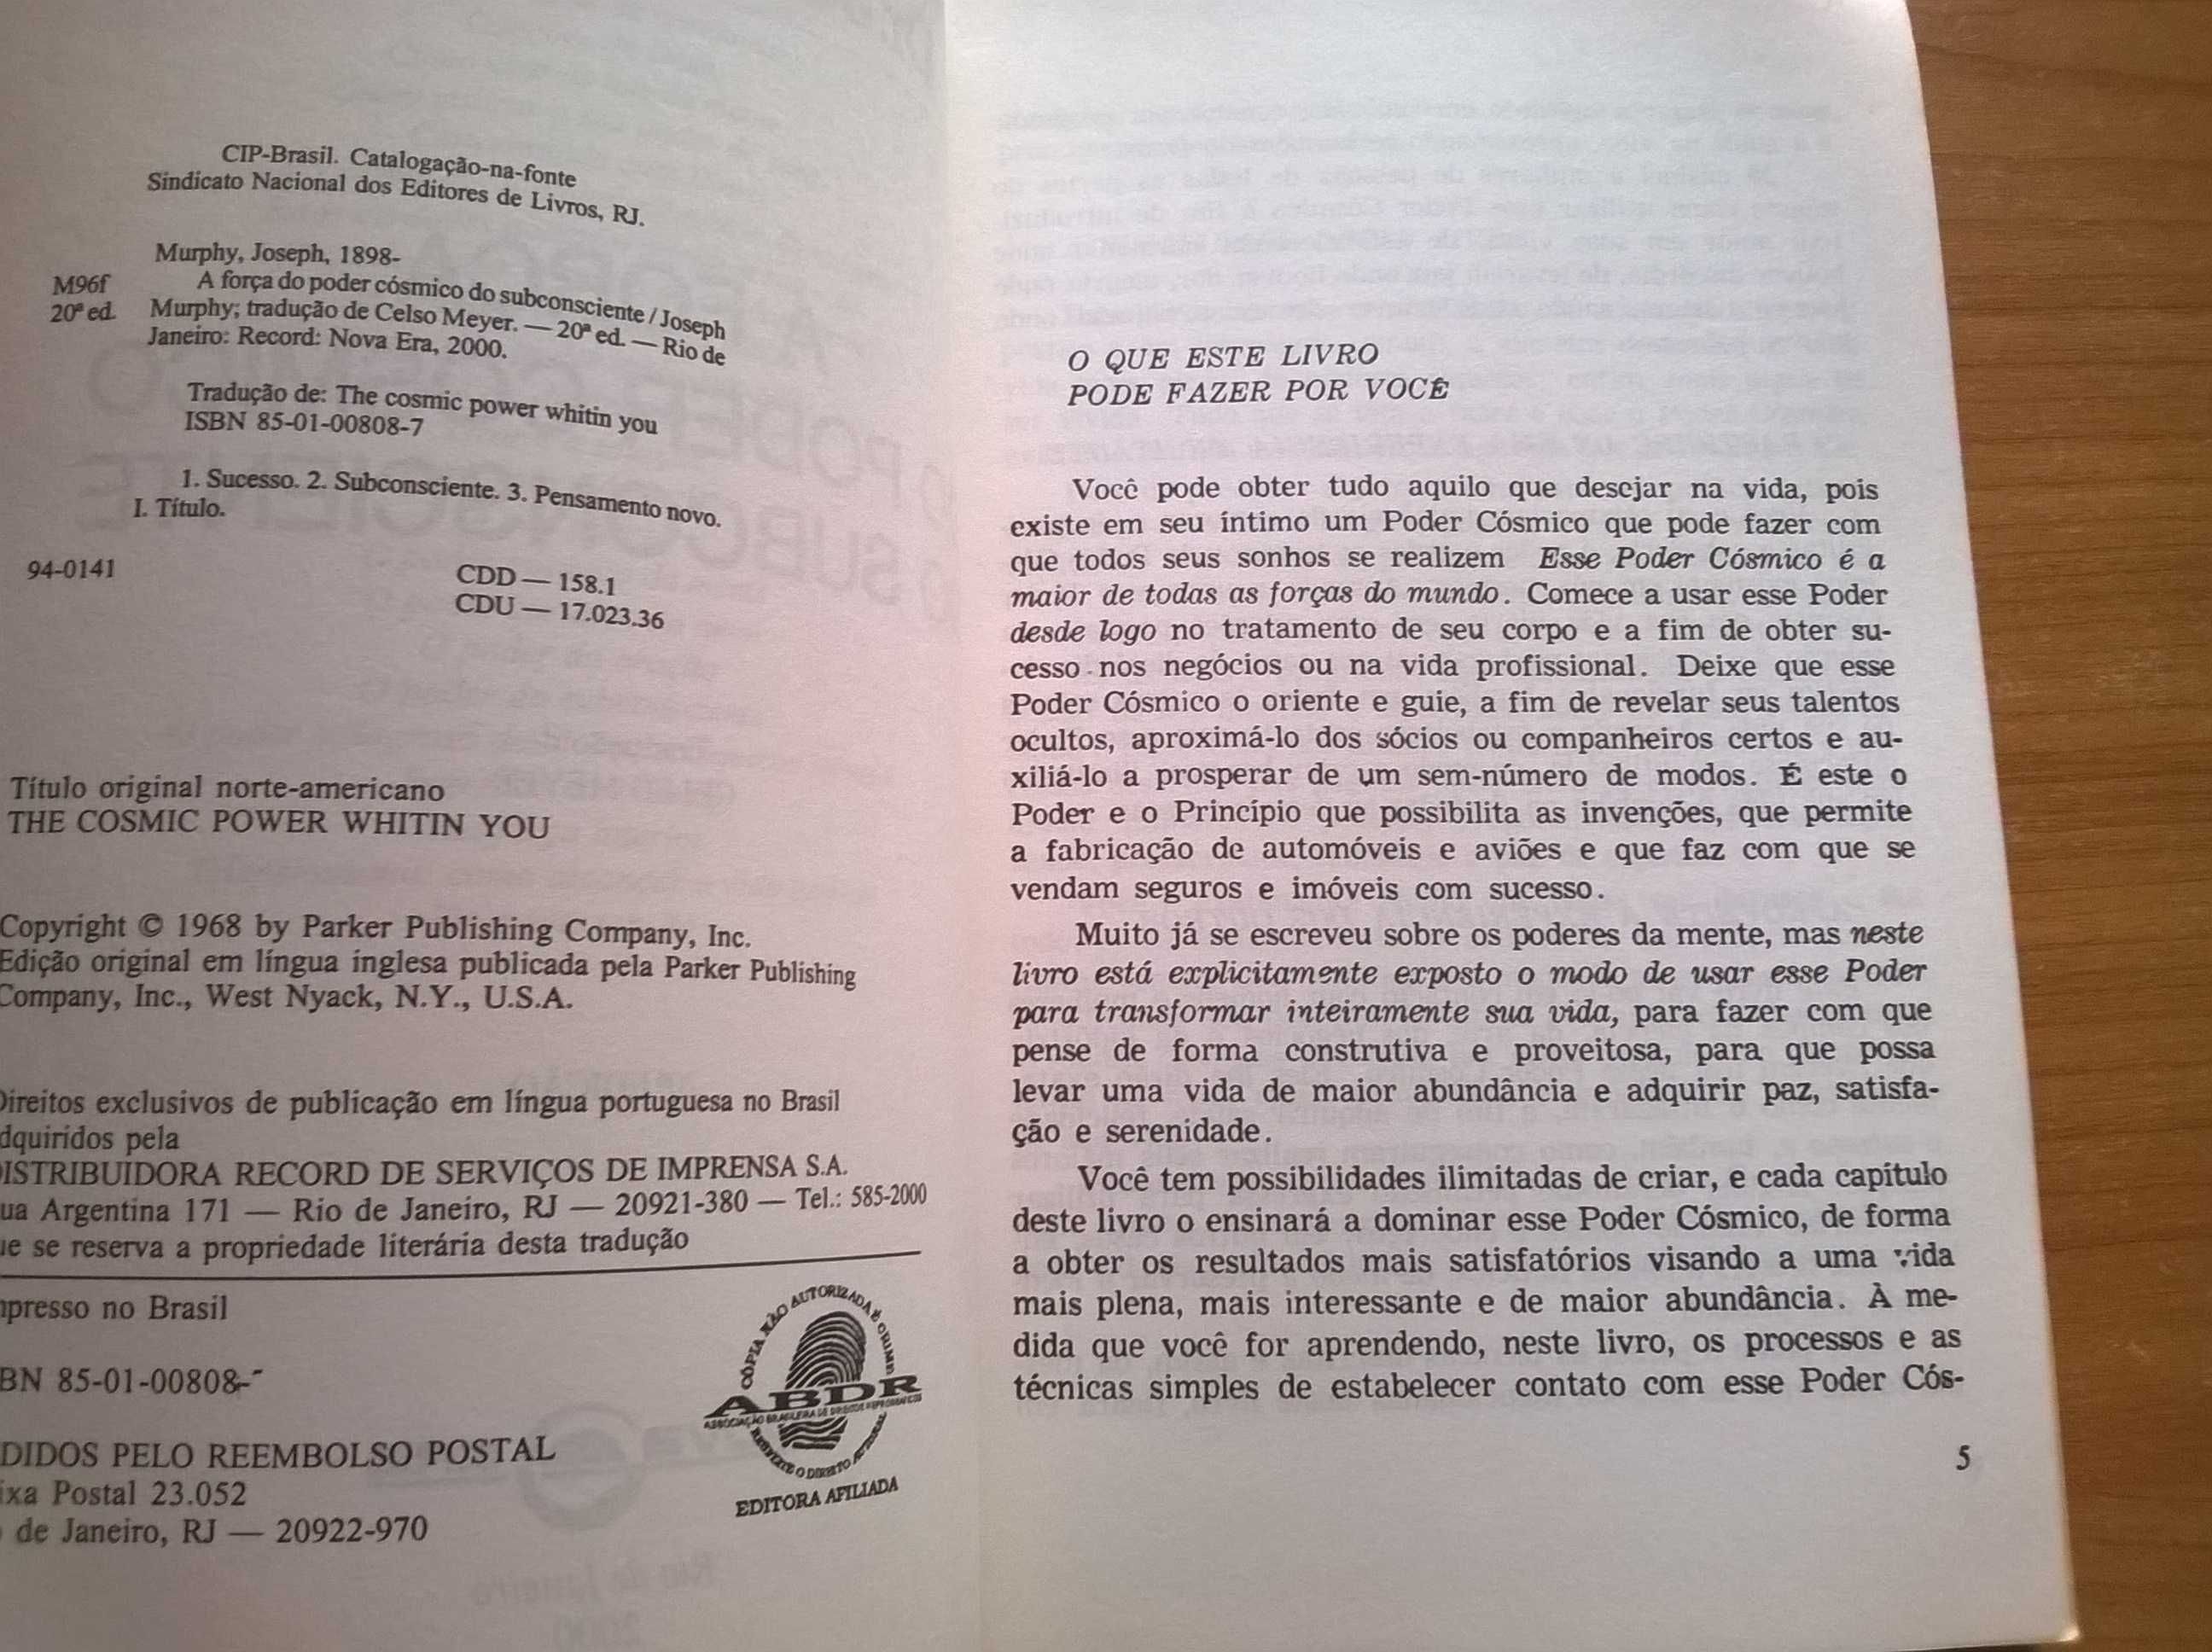 CIP-Brasil. Catalogação-na-fonte
Sindicato Nacional dos Editores de Livros, RJ.
Murphy, Joseph, 1898-
M96f A força do poder cósmico do subconsciente / Joseph
20ª ed. Murphy; tradução de Celso Meyer. — 20ª ed. — Rio de
Janeiro: Record: Nova Era, 2000.
Tradução de: The cosmic power whitin you
ISBN 85-01-00808-7
1. Sucesso. 2. Subconsciente. 3. Pensamento novo.
I. Título.
94-0141 CDD — 158.1
CDU — 17.023.36
Título original norte-americano
THE COSMIC POWER WHITIN YOU
Copyright © 1968 by Parker Publishing Company, Inc.
Edição original em língua inglesa publicada pela Parker Publishing
Company, Inc., West Nyack, N.Y., U.S.A.
Direitos exclusivos de publicação em língua portuguesa no Brasil
dquiridos pela
DISTRIBUIDORA RECORD DE SERVIÇOS DE IMPRENSA S.A.
ua Argentina 171 — Rio de Janeiro, RJ — 20921-380 — Tel.: 585-2000
ue se reserva a propriedade literária desta tradução
mpresso no Brasil
BN 85-01-00808-
DIDOS PELO REEMBOLSO POSTAL
ixa Postal 23.052
de Janeiro, RJ — 20922-970
CÓPIA NÃO AUTORIZADA É CRIME
ABDR
ASSOCIAÇÃO BRASILEIRA DE DIREITOS REPROGRÁFICOS
RESPEITE O DIREITO AUTORAL
EDITORA AFILIADA
O QUE ESTE LIVRO
PODE FAZER POR VOCÊ
Você pode obter tudo aquilo que desejar na vida, pois
existe em seu íntimo um Poder Cósmico que pode fazer com
que todos seus sonhos se realizem Esse Poder Cósmico é a
maior de todas as forças do mundo. Comece a usar esse Poder
desde logo no tratamento de seu corpo e a fim de obter su-
cesso nos negócios ou na vida profissional. Deixe que esse
Poder Cósmico o oriente e guie, a fim de revelar seus talentos
ocultos, aproximá-lo dos sócios ou companheiros certos e au-
xiliá-lo a prosperar de um sem-número de modos. É este o
Poder e o Princípio que possibilita as invenções, que permite
a fabricação de automóveis e aviões e que faz com que se
vendam seguros e imóveis com sucesso.
Muito já se escreveu sobre os poderes da mente, mas neste
livro está explicitamente exposto o modo de usar esse Poder
para transformar inteiramente sua vida, para fazer com que
pense de forma construtiva e proveitosa, para que possa
levar uma vida de maior abundância e adquirir paz, satisfa-
ção e serenidade.
Você tem possibilidades ilimitadas de criar, e cada capítulo
deste livro o ensinará a dominar esse Poder Cósmico, de forma
a obter os resultados mais satisfatórios visando a uma vida
mais plena, mais interessante e de maior abundância. À me-
dida que você for aprendendo, neste livro, os processos e as
técnicas simples de estabelecer contato com esse Poder Cós-
5